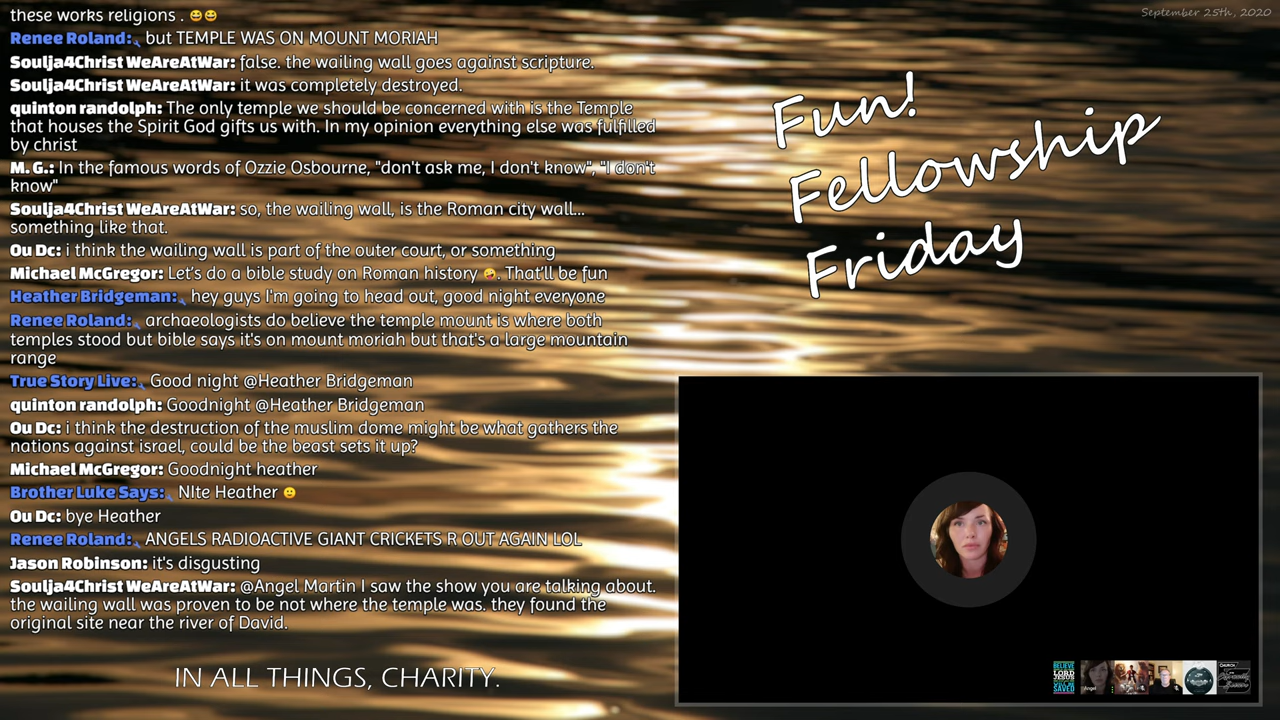 these works religions . 😄😄
Renee Roland: but TEMPLE WAS ON MOUNT MORIAH
Soulja4Christ WeAreAtWar: false. the wailing wall goes against scripture.
Soulja4Christ WeAreAtWar: it was completely destroyed.
quinton randolph: The only temple we should be concerned with is the Temple
that houses the Spirit God gifts us with. In my opinion everything else was fulfilled
by christ
M. G.: In the famous words of Ozzie Osbourne, "don't ask me, I don't know", "I don't
know"
Soulja4Christ WeAreAtWar: so, the wailing wall, is the Roman city wall...
something like that.
Ou Dc: i think the wailing wall is part of the outer court, or something
Michael McGregor: Let's do a bible study on Roman history 🤪. That'll be fun
Heather Bridgeman: hey guys I'm going to head out, good night everyone
Renee Roland: archaeologists do believe the temple mount is where both
temples stood but bible says it's on mount moriah but that's a large mountain
range
True Story Live: Good night @Heather Bridgeman
quinton randolph: Goodnight @Heather Bridgeman
Ou Dc: i think the destruction of the muslim dome might be what gathers the
nations against israel, could be the beast sets it up?
Michael McGregor: Goodnight heather
Brother Luke Says: NIte Heather 🙂
Ou Dc: bye Heather
Renee Roland: ANGELS RADIOACTIVE GIANT CRICKETS R OUT AGAIN LOL
Jason Robinson: it's disgusting
Soulja4Christ WeAreAtWar: @Angel Martin I saw the show you are talking about.
the wailing wall was proven to be not where the temple was. they found the
original site near the river of David.
IN ALL THINGS, CHARITY.
September 25th, 2020
Fun!
Fellowship
Friday
BELIEVE
LORD
JESUS
SAVED
Angel
CHURCH